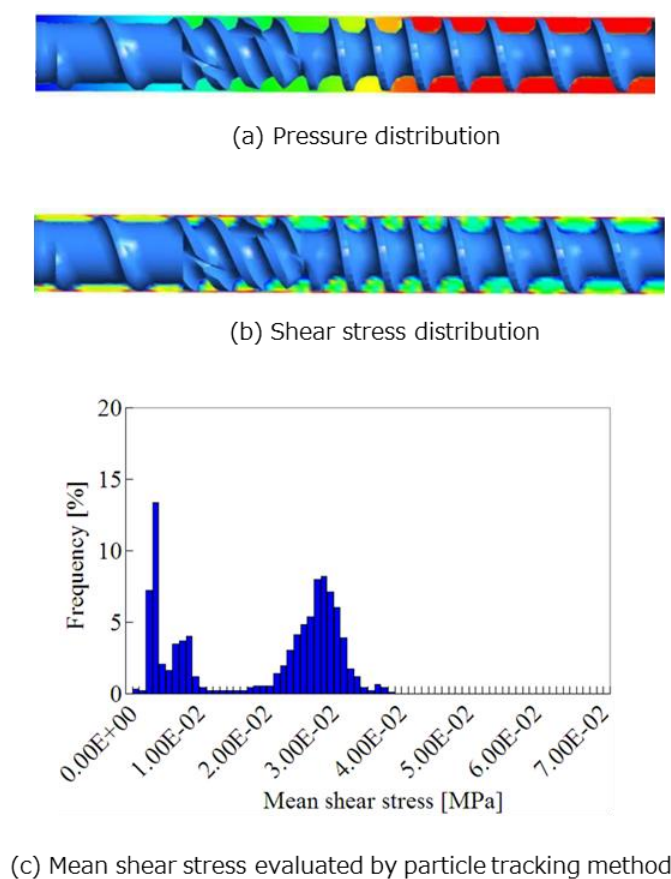 (a) Pressure distribution
(b) Shear stress distribution
20
15
10
5
0
Frequency [%]
0.00E+00
1.00E-02
2.00E-02
3.00E-02
4.00E-02
5.00E-02
6.00E-02
7.00E-02
Mean shear stress [MPa]
(c) Mean shear stress evaluated by particle tracking method